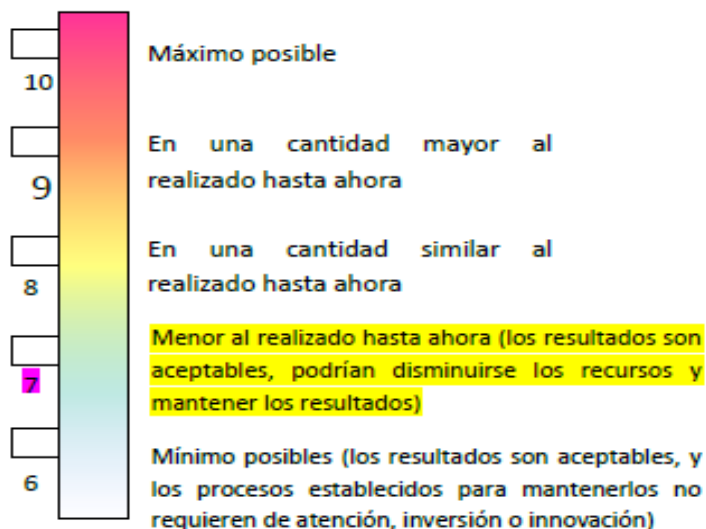 Máximo posible
10
En una cantidad mayor al
realizado hasta ahora
9
En una cantidad similar al
realizado hasta ahora
8
Menor al realizado hasta ahora (los resultados son
aceptables, podrían disminuirse los recursos y
mantener los resultados)
7
Mínimo posibles (los resultados son aceptables, y
los procesos establecidos para mantenerlos no
requieren de atención, inversión o innovación)
6